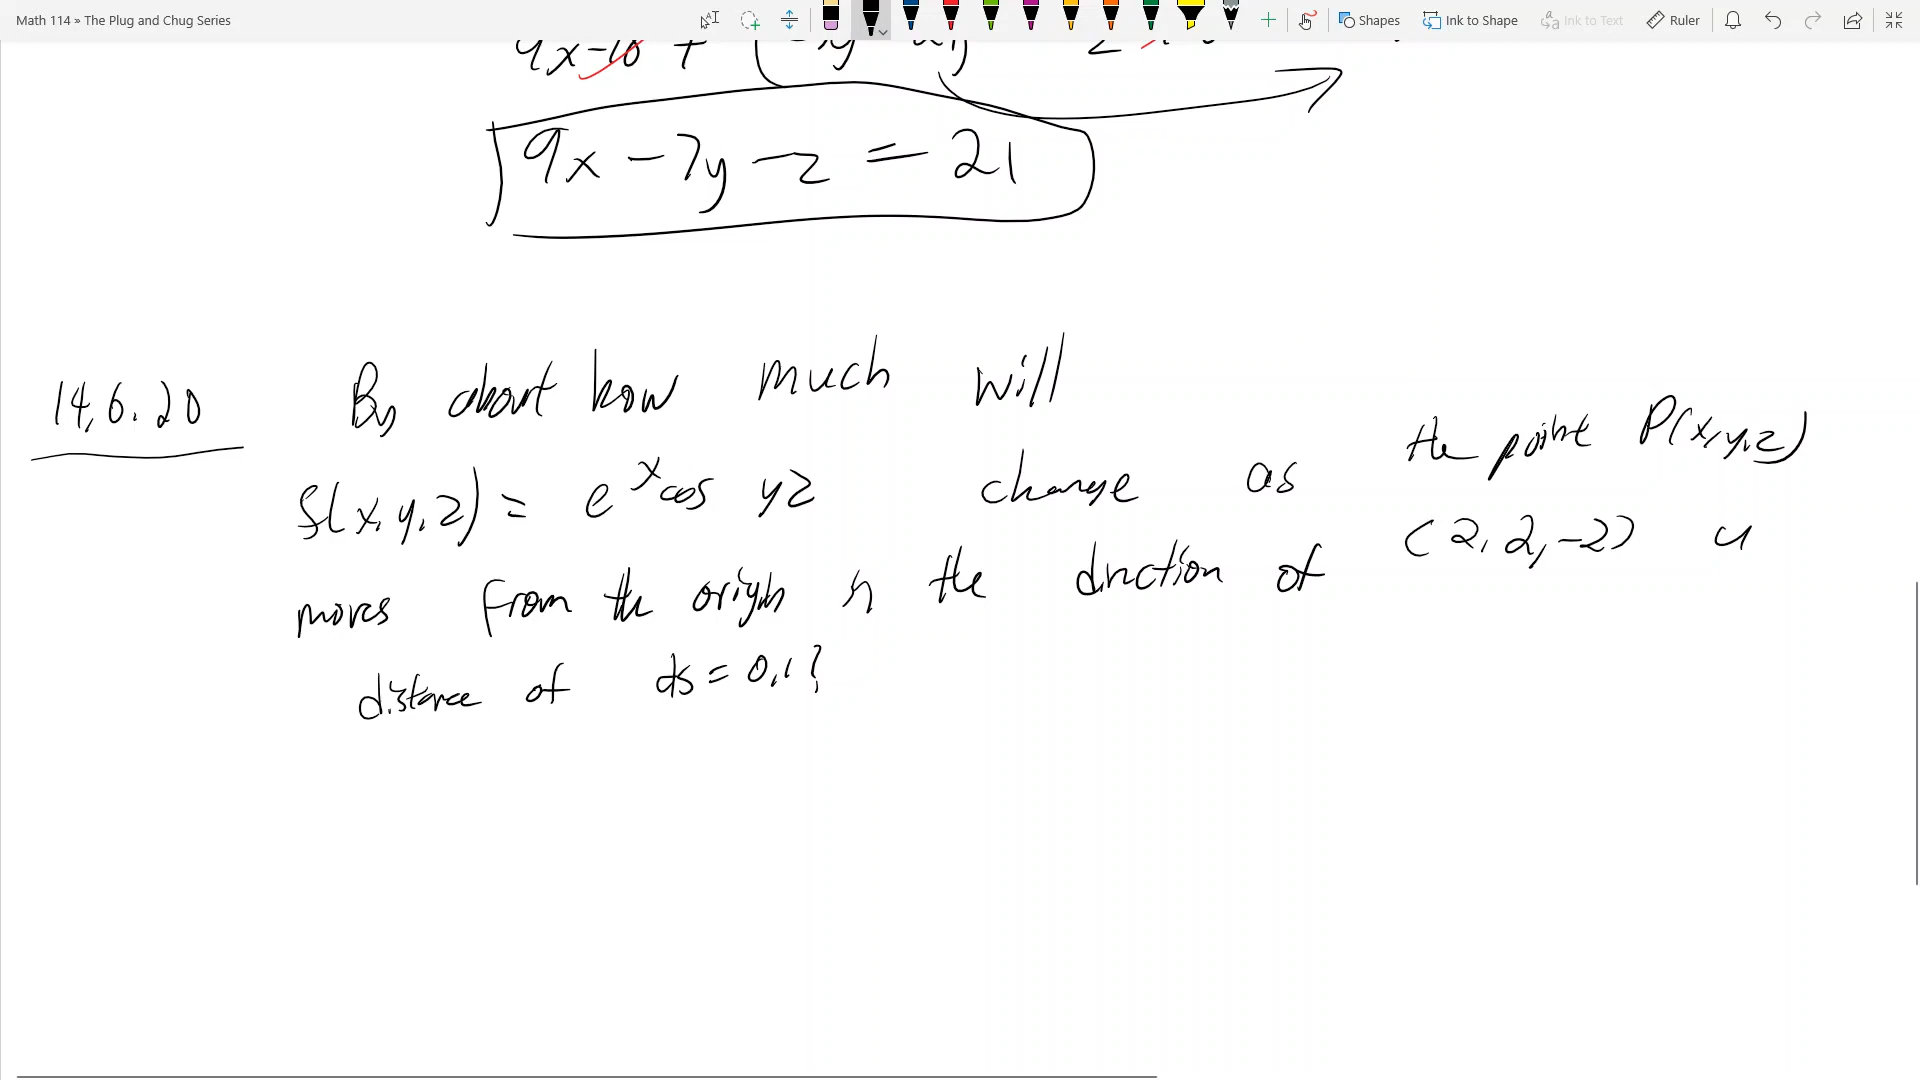 Math 114 » The Plug and Chug Series
Shapes Ink to Shape Ink to Text Ruler
9x-18 +
9x - 7y - z = 21
14.6.20 By about how much will
f(x, y, z) = e^x cos yz change as the point P(x,y,z)
moves from the origin in the direction of (2, 2, -2) a
distance of ds = 0.1?